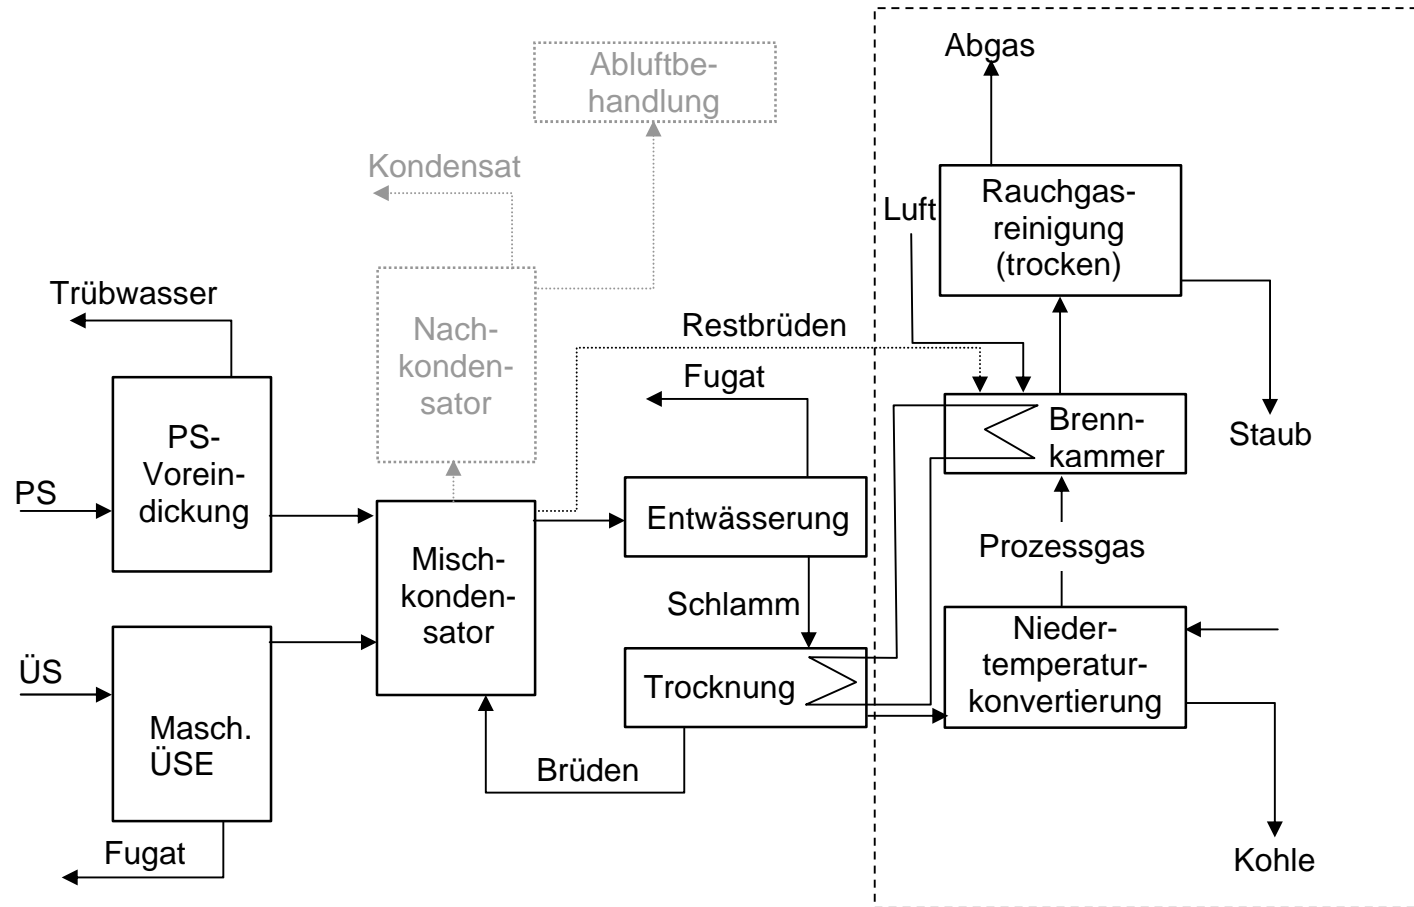 Abgas
Abluftbe-
handlung
Kondensat
Rauchgas-
reinigung
(trocken)
Luft
Trübwasser
Nach-
konden-
sator
Restbrüden
Fugat
PS-
Vorein-
dickung
Brenn-
kammer
Staub
PS
Entwässerung
Misch-
konden-
sator
Prozessgas
Schlamm
Nieder-
temperatur-
konvertierung
ÜS
Trocknung
Masch.
ÜSE
Brüden
Fugat
Kohle